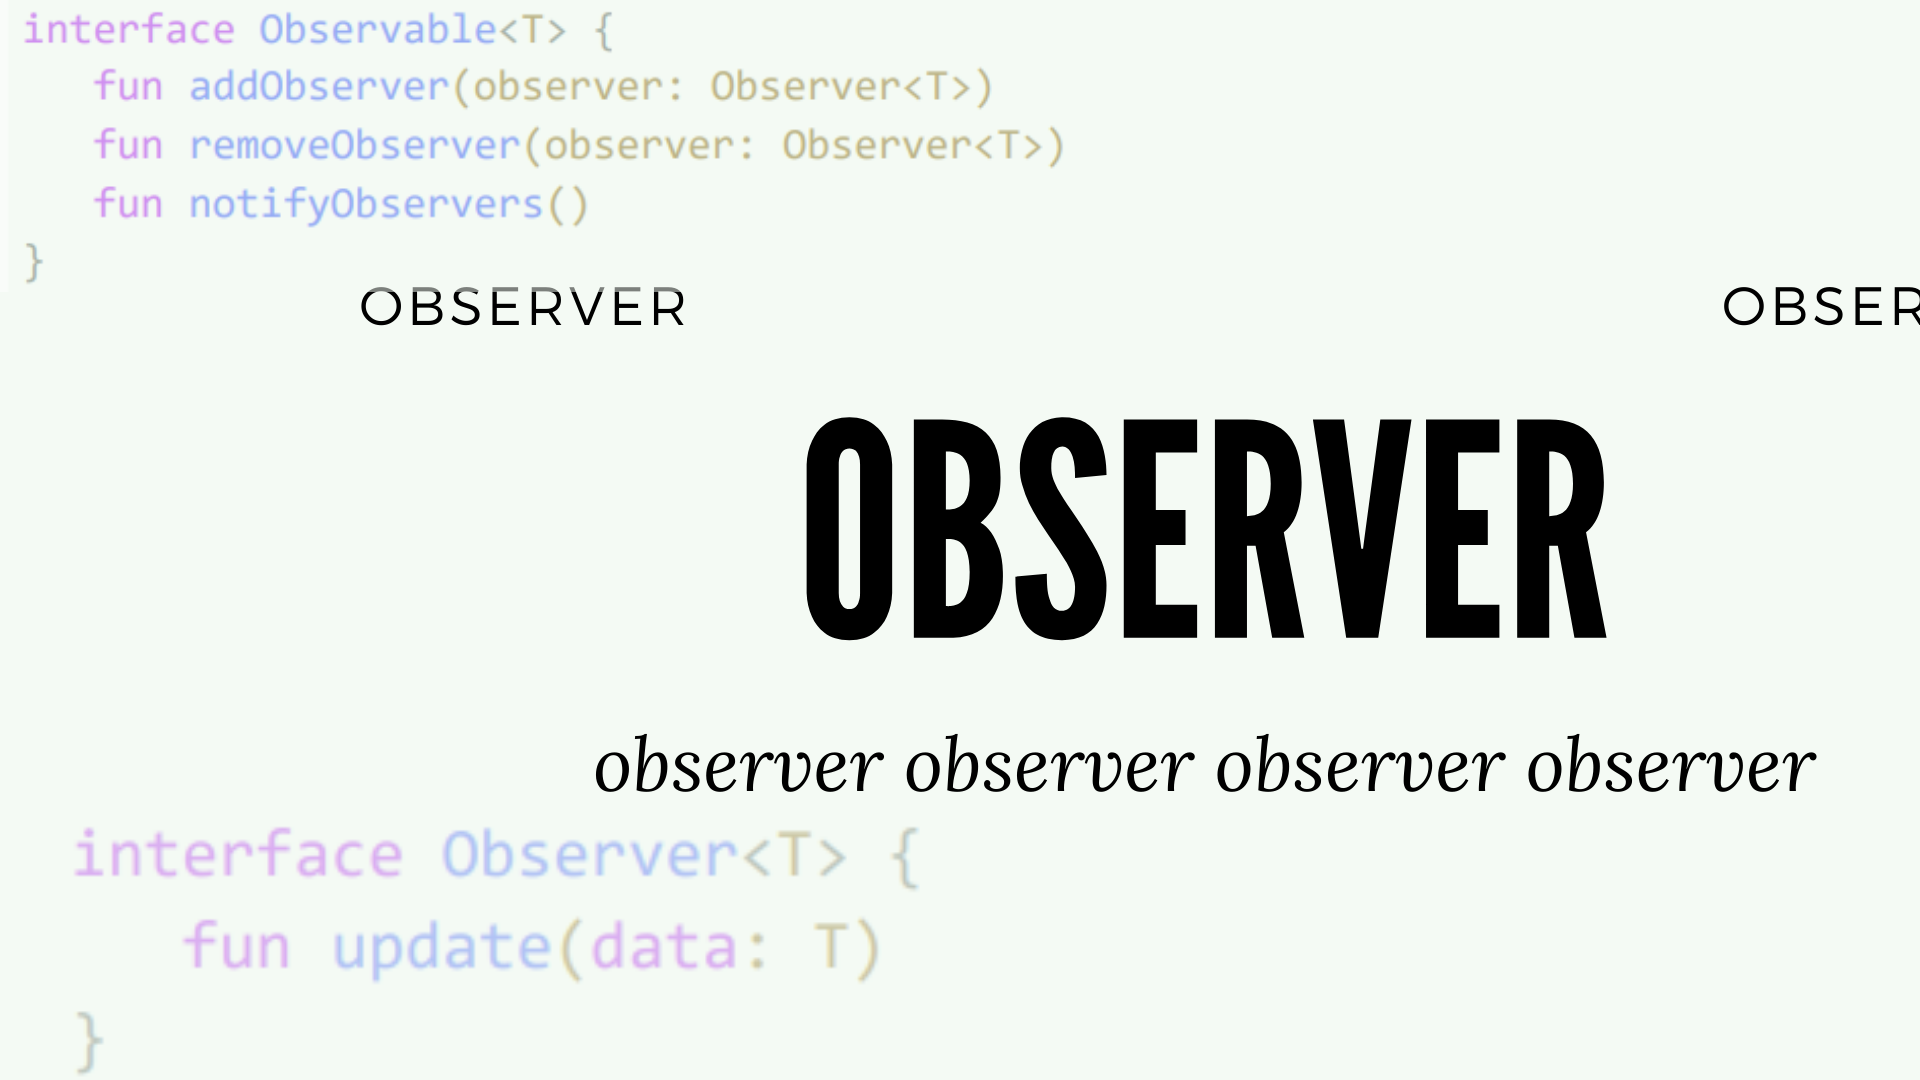 interface Observable<T> {
fun addObserver(observer: Observer<T>)
fun removeObserver(observer: Observer<T>)
fun notifyObservers()
}
OBSERVER OBSER
OBSERVER
observer observer observer observer
interface Observer<T> {
fun update(data: T)
}